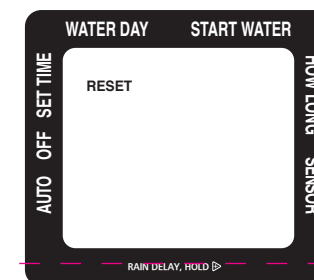 WATER DAY START WATER
HOW LONG
SENSOR
RESET
SET TIME
OFF
AUTO
RAIN DELAY, HOLD